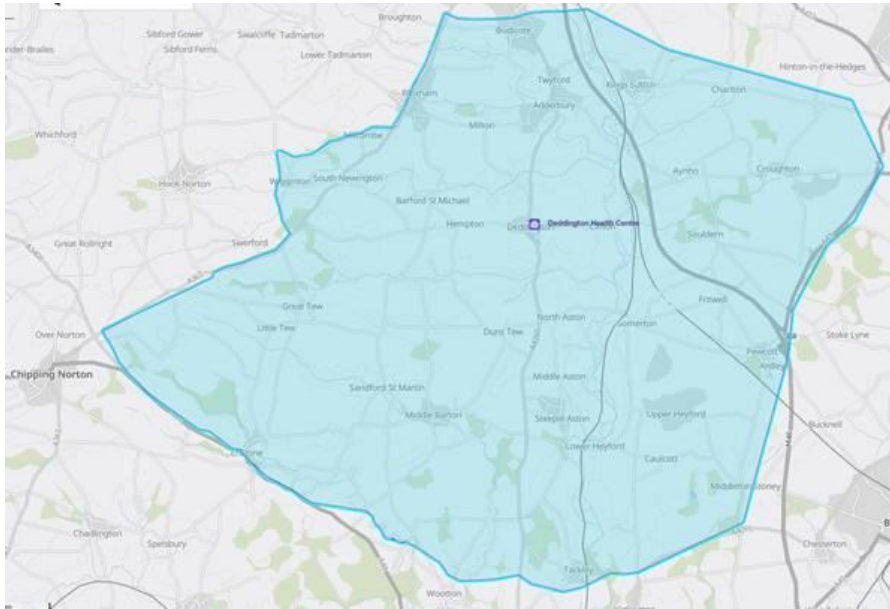 Broughton
Bodicote
Sibford Gower
Swalcliffe
Tadmarton
Sibford Ferris
Lower Tadmarton
Hinton-in-the-Hedges
Twyford
Kings Sutton
Charlton
Bloxham
Adderbury
Milton
Whichford
Milcombe
Hook Norton
Wigginton
South Newington
Aynho
Croughton
Barford St Michael
Hempton
Deddington Health Centre
Great Rollright
Swerford
Souldern
A361
Great Tew
Fritwell
Little Tew
Duns Tew
North Aston
Somerton
Over Norton
Stoke Lyne
Fewcott
Ardley
Chipping Norton
Sandford St Martin
Middle Aston
Middle Barton
Steeple Aston
Upper Heyford
Bucknell
Lower Heyford
Enstone
Caulcott
Middleton Stoney
M40
Chadlington
Spelsbury
Chesterton
Tackley
Wootton